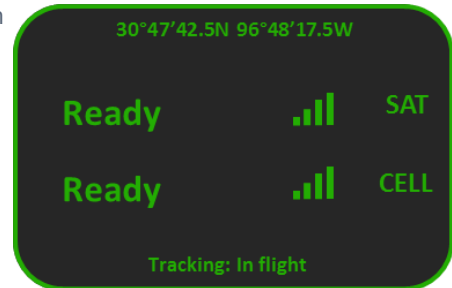 30°47’42.5N 96°48’17.5W
Ready SAT
Ready CELL
Tracking: In flight